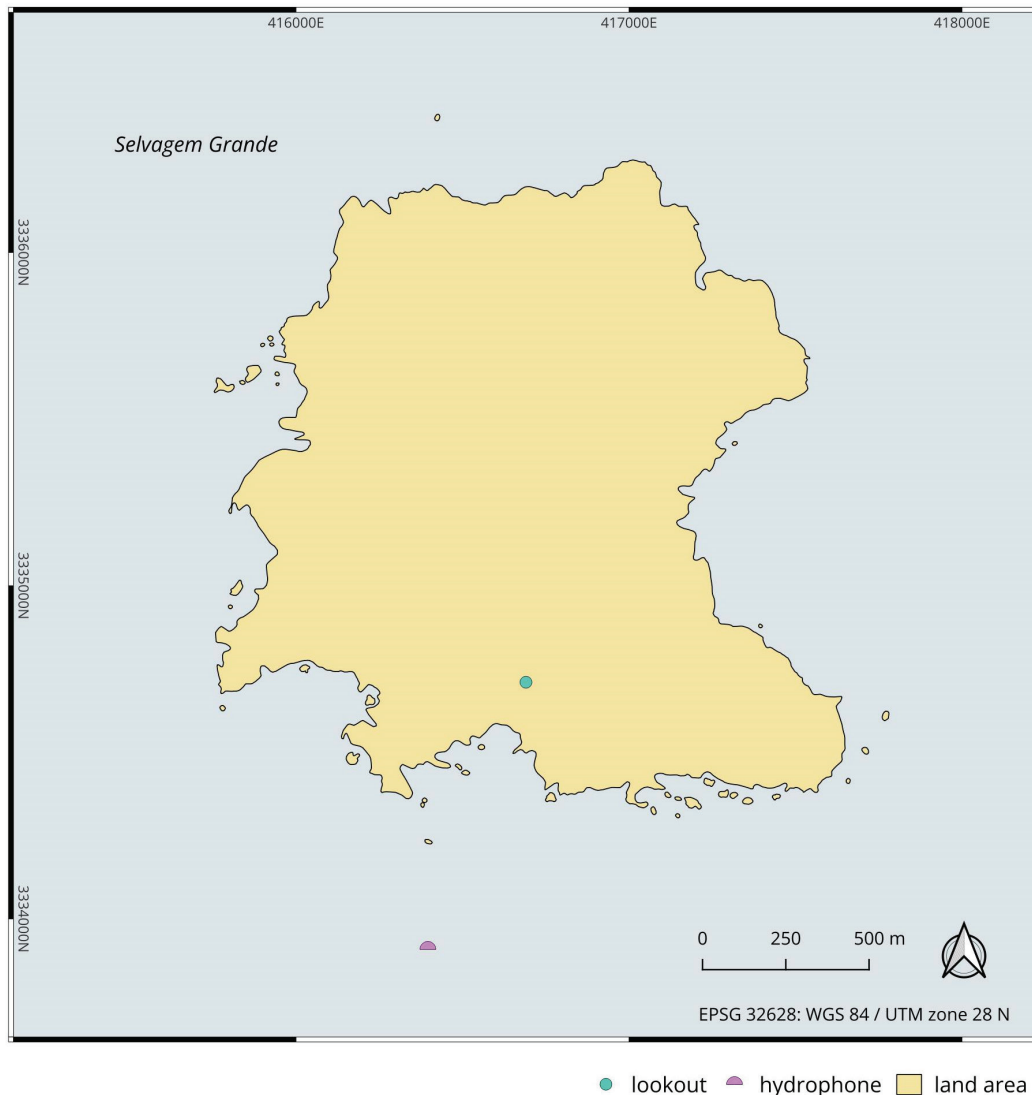 416000E 417000E 418000E
Selvagem Grande
3336000N
3335000N
3334000N
0 250 500 m
EPSG 32628: WGS 84 / UTM zone 28 N
lookout hydrophone land area